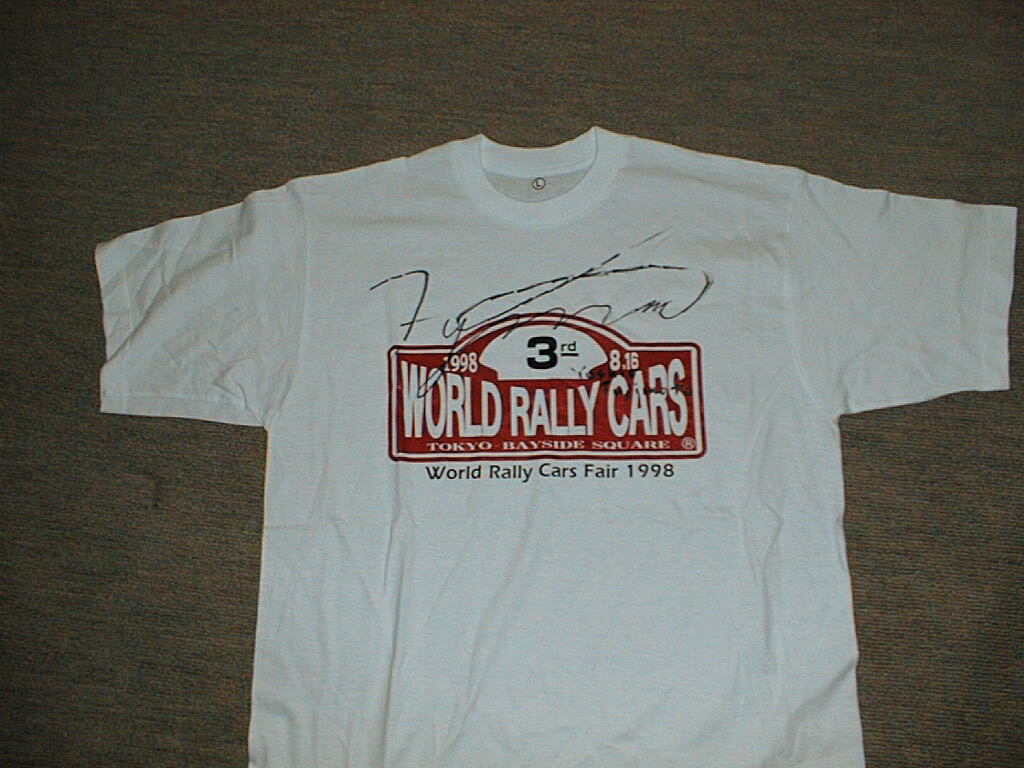 L
3rd
1998 8.16
WORLD RALLY CARS
TOKYO BAYSIDE SQUARE ®
World Rally Cars Fair 1998